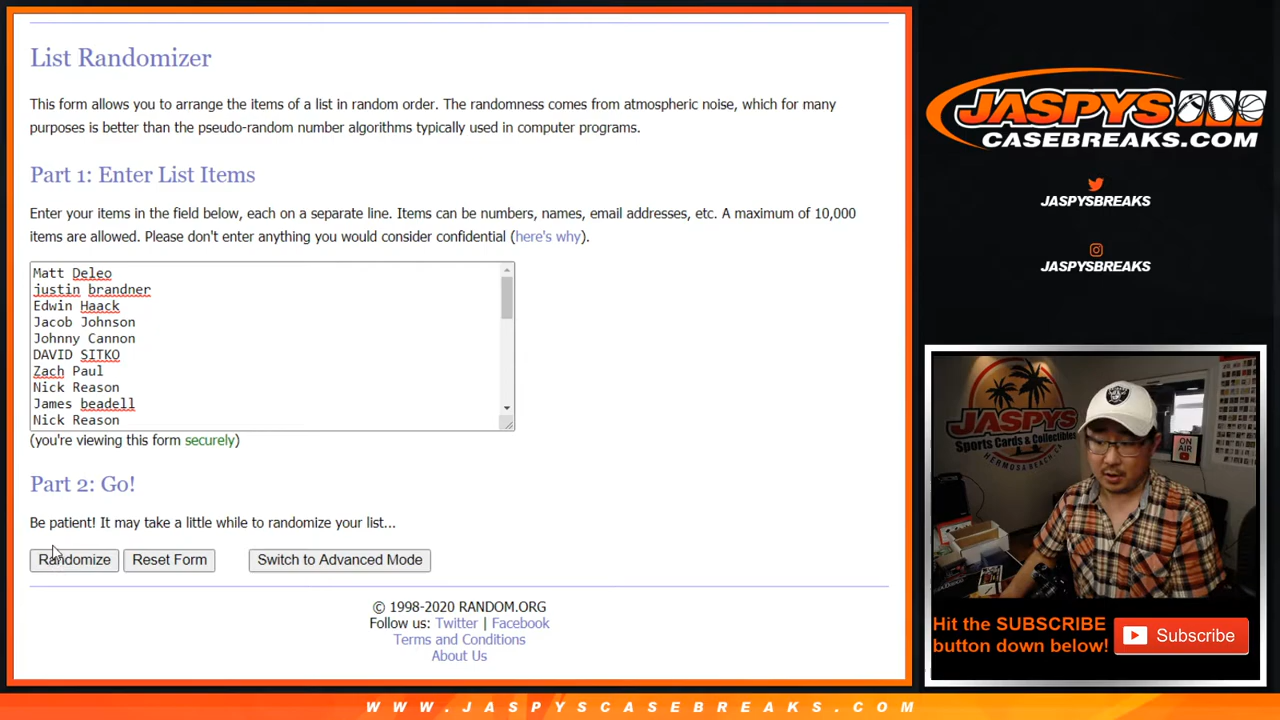 List Randomizer
This form allows you to arrange the items of a list in random order. The randomness comes from atmospheric noise, which for many
purposes is better than the pseudo-random number algorithms typically used in computer programs.
Part 1: Enter List Items
Enter your items in the field below, each on a separate line. Items can be numbers, names, email addresses, etc. A maximum of 10,000
items are allowed. Please don't enter anything you would consider confidential (here's why).
Matt Deleo
justin brandner
Edwin Haack
Jacob Johnson
Johnny Cannon
DAVID SITKO
Zach Paul
Nick Reason
James beadell
Nick Reason
(you're viewing this form securely)
Part 2: Go!
Be patient! It may take a little while to randomize your list...
Randomize
Reset Form
Switch to Advanced Mode
© 1998-2020 RANDOM.ORG
Follow us: Twitter | Facebook
Terms and Conditions
About Us
JASPYS
CASEBREAKS.COM
JASPYSBREAKS
JASPYSBREAKS
JASPYS
Sports Cards & Collectibles
HERMOSA BEACH, CA
ON AIR
Hit the SUBSCRIBE
button down below!
Subscribe
WWW.JASPYSCASEBREAKS.COM